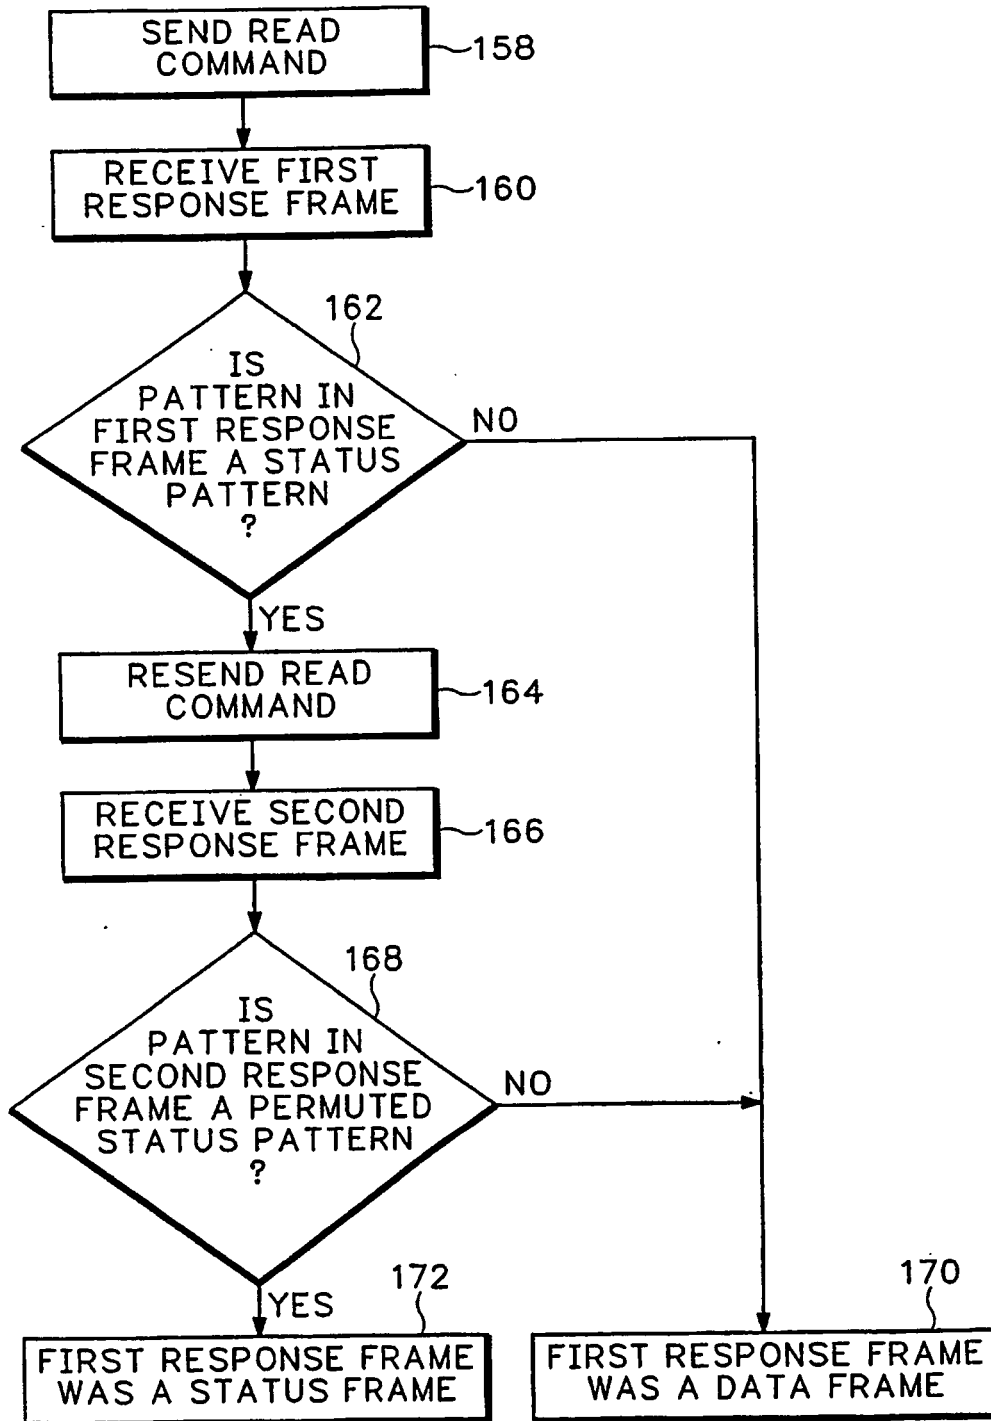 SEND READ
COMMAND
158
RECEIVE FIRST
RESPONSE FRAME
160
162
IS
PATTERN IN
FIRST RESPONSE
FRAME A STATUS
PATTERN
?
NO
YES
RESEND READ
COMMAND
164
RECEIVE SECOND
RESPONSE FRAME
166
168
IS
PATTERN IN
SECOND RESPONSE
FRAME A PERMUTED
STATUS PATTERN
?
NO
YES
172
FIRST RESPONSE FRAME
WAS A STATUS FRAME
170
FIRST RESPONSE FRAME
WAS A DATA FRAME